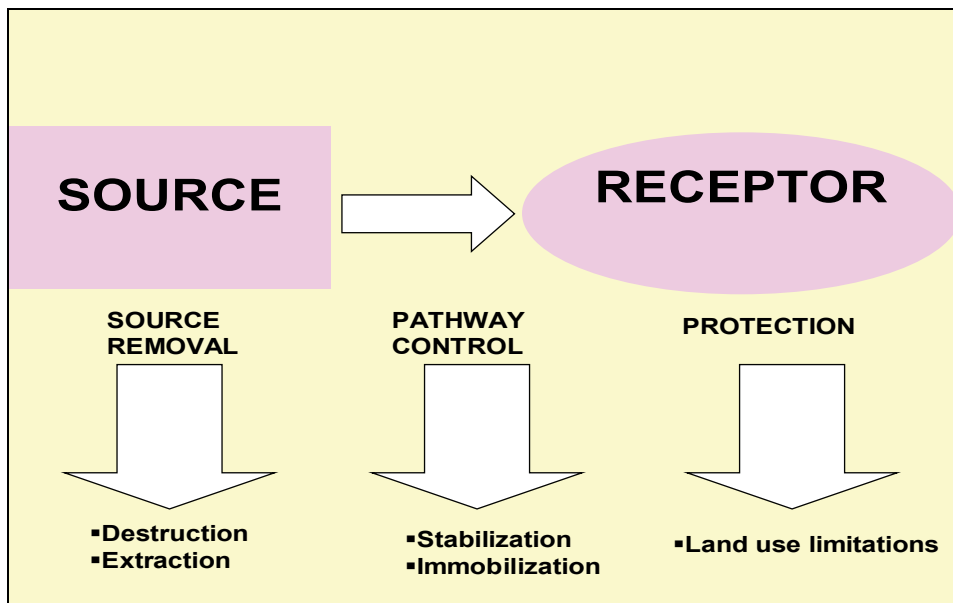 SOURCE
RECEPTOR
SOURCE
REMOVAL
PATHWAY
CONTROL
PROTECTION
▪Destruction
▪Extraction
▪Stabilization
▪Immobilization
▪Land use limitations